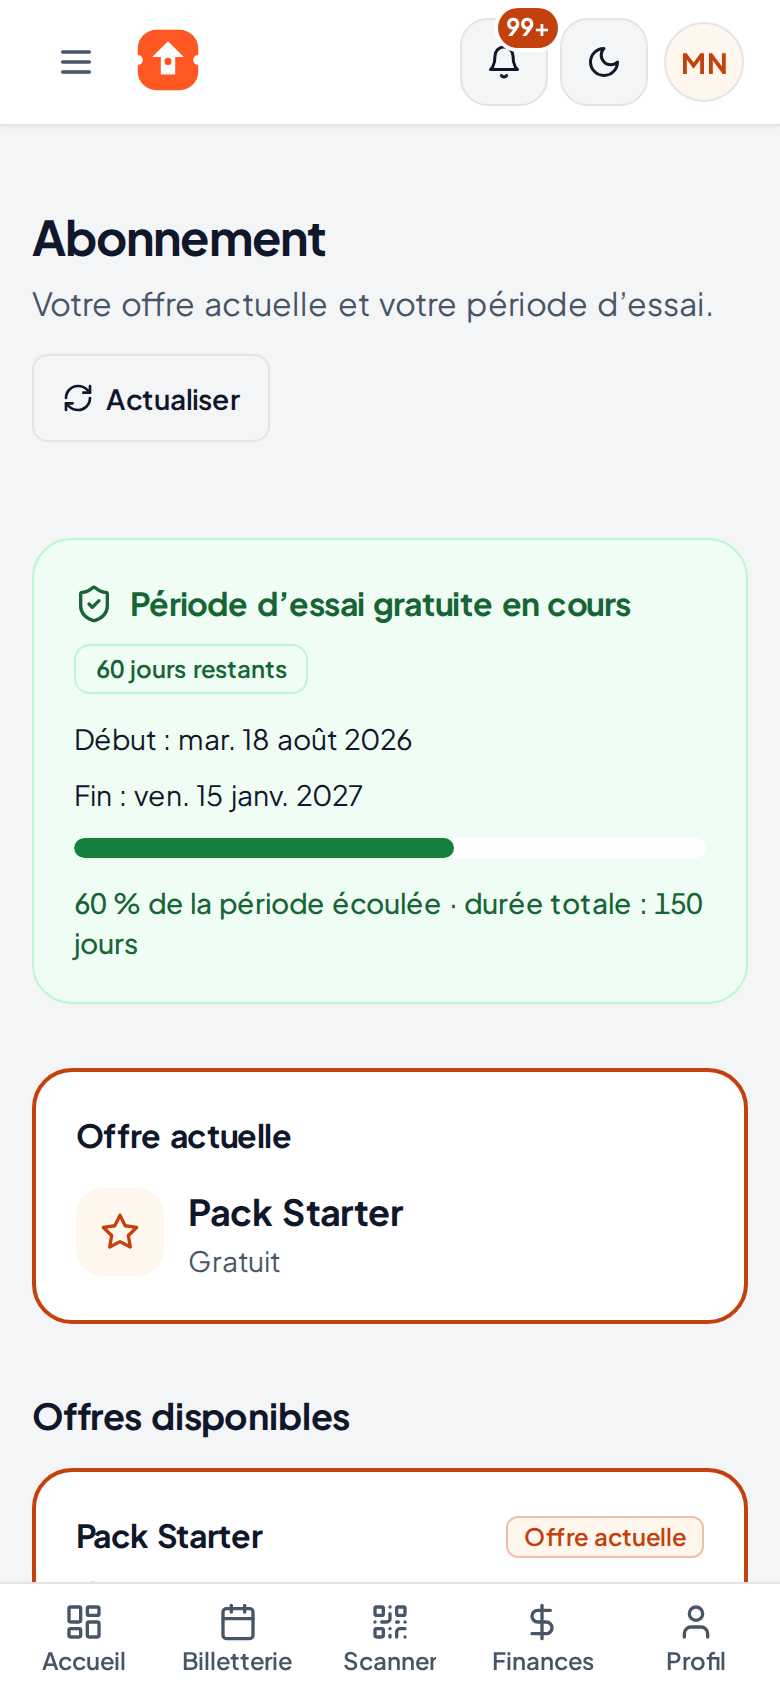 99+
MN
Abonnement
Votre offre actuelle et votre période d’essai.
Actualiser
Période d’essai gratuite en cours
60 jours restants
Début : mar. 18 août 2026
Fin : ven. 15 janv. 2027
60 % de la période écoulée · durée totale : 150
jours
Offre actuelle
Pack Starter
Gratuit
Offres disponibles
Pack Starter
Offre actuelle
Accueil
Billetterie
Scanner
Finances
Profil